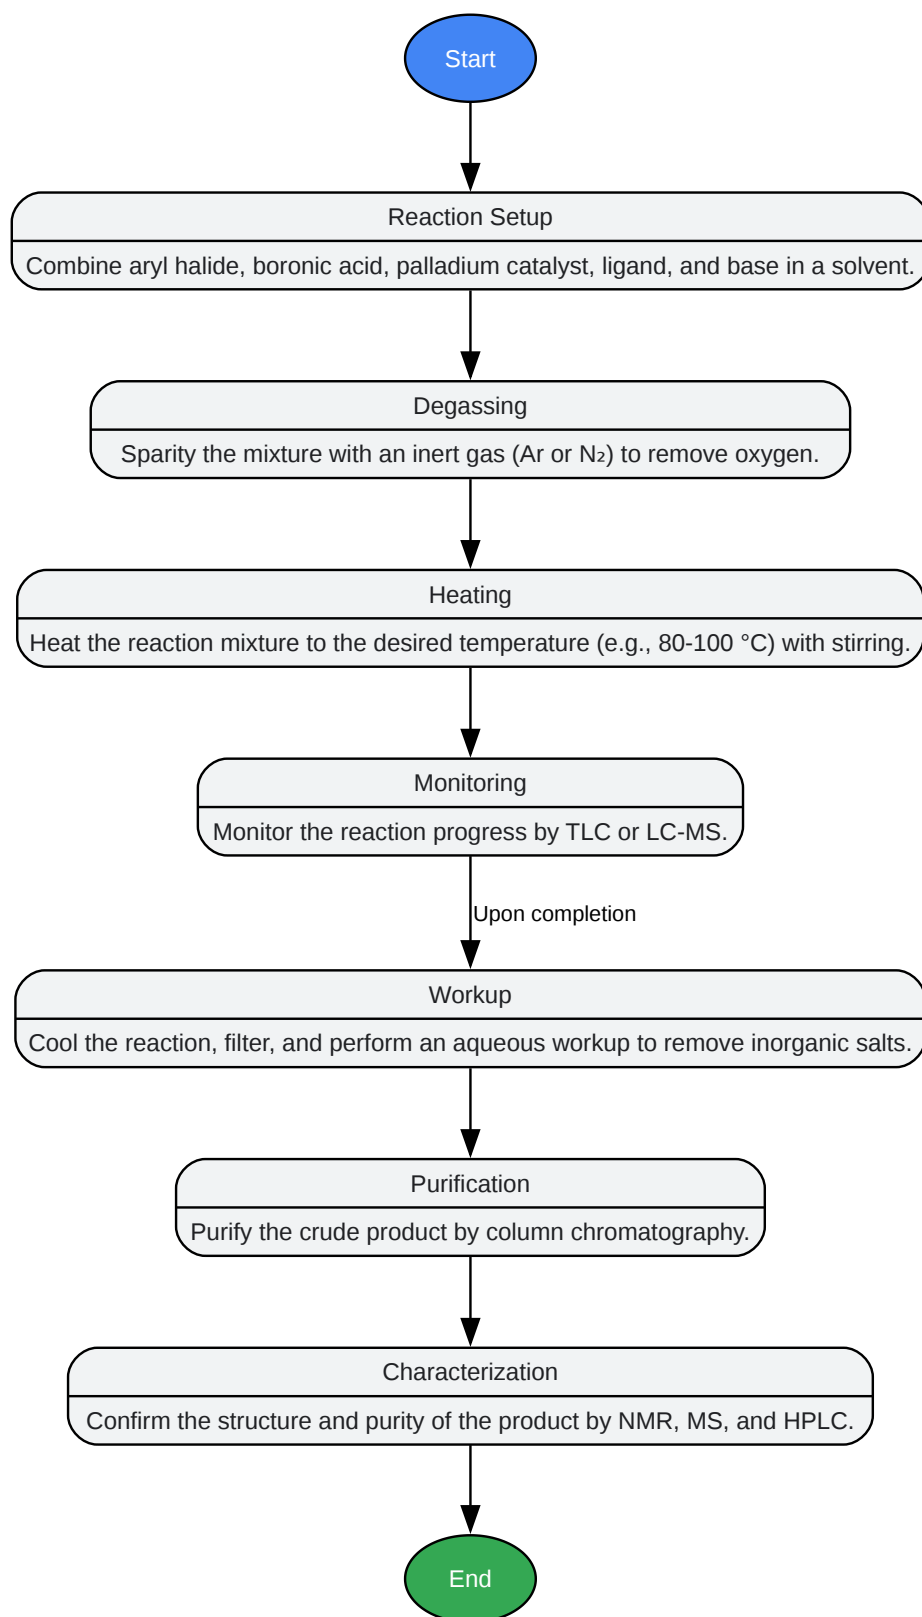 Start
Reaction Setup
Combine aryl halide, boronic acid, palladium catalyst, ligand, and base in a solvent.
Degassing
Sparity the mixture with an inert gas (Ar or N₂) to remove oxygen.
Heating
Heat the reaction mixture to the desired temperature (e.g., 80-100 °C) with stirring.
Monitoring
Monitor the reaction progress by TLC or LC-MS.
Upon completion
Workup
Cool the reaction, filter, and perform an aqueous workup to remove inorganic salts.
Purification
Purify the crude product by column chromatography.
Characterization
Confirm the structure and purity of the product by NMR, MS, and HPLC.
End